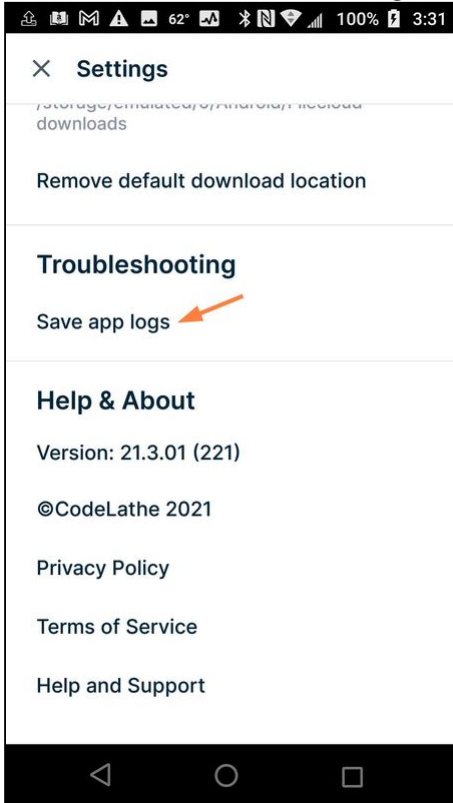 62° 100% 3:31
Settings
downloads
Remove default download location
Troubleshooting
Save app logs
Help & About
Version: 21.3.01 (221)
©CodeLathe 2021
Privacy Policy
Terms of Service
Help and Support